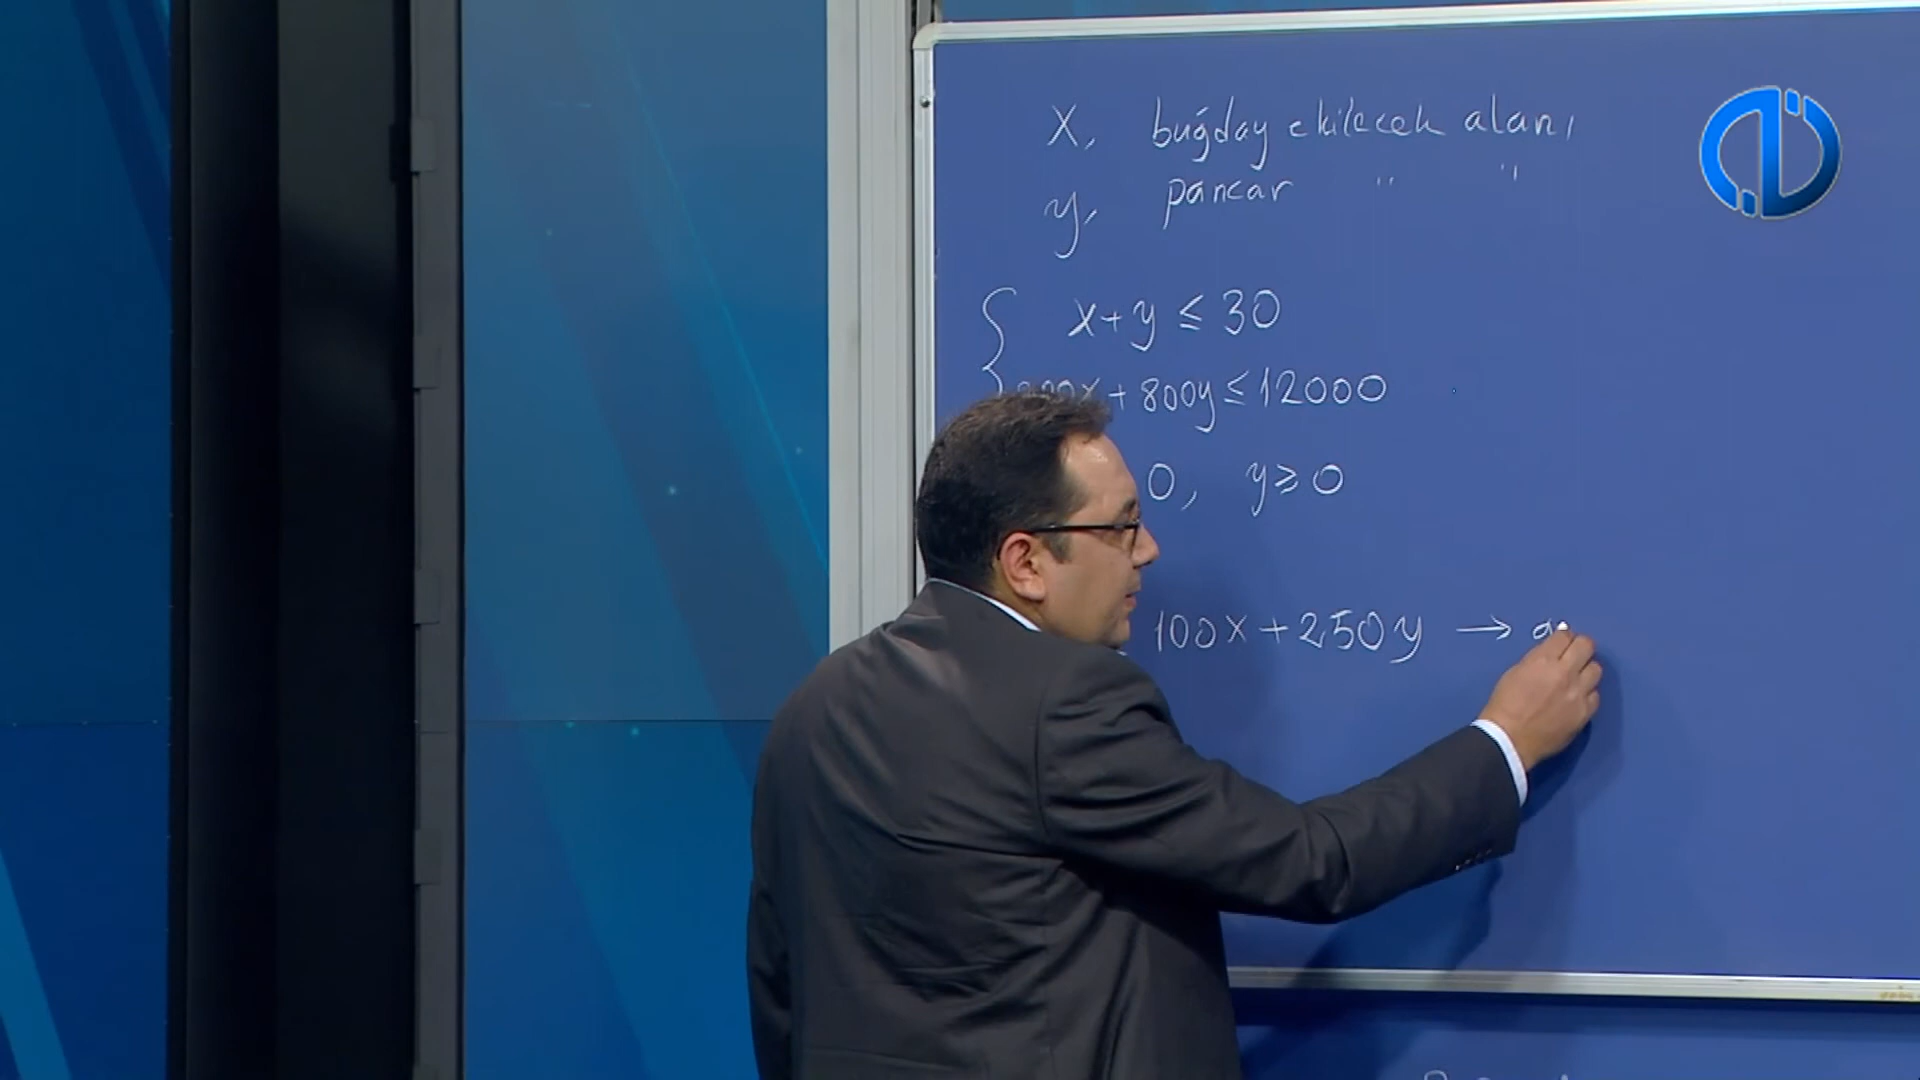 x, buğday ekilecek alanı
y, pancar " "
x+y ≤ 30
x + 800y ≤ 12000
0, y ≥ 0
100x + 250y →